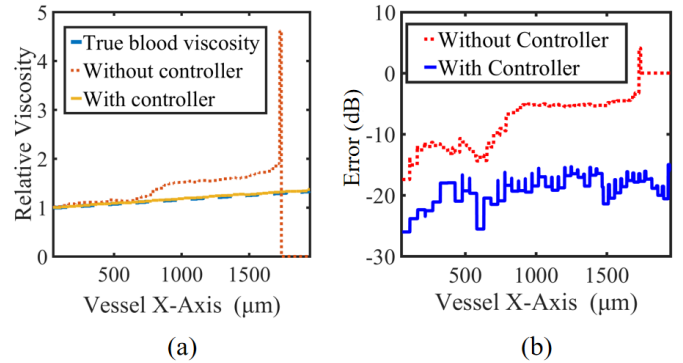 (a)
5
4
3
2
1
0
Relative Viscosity
True blood viscosity
Without controller
With controller
500
1000
1500
Vessel X-Axis (μm)
(a)
(b)
10
0
-10
-20
-30
Error (dB)
Without Controller
With Controller
500
1000
1500
Vessel X-Axis (μm)
(b)